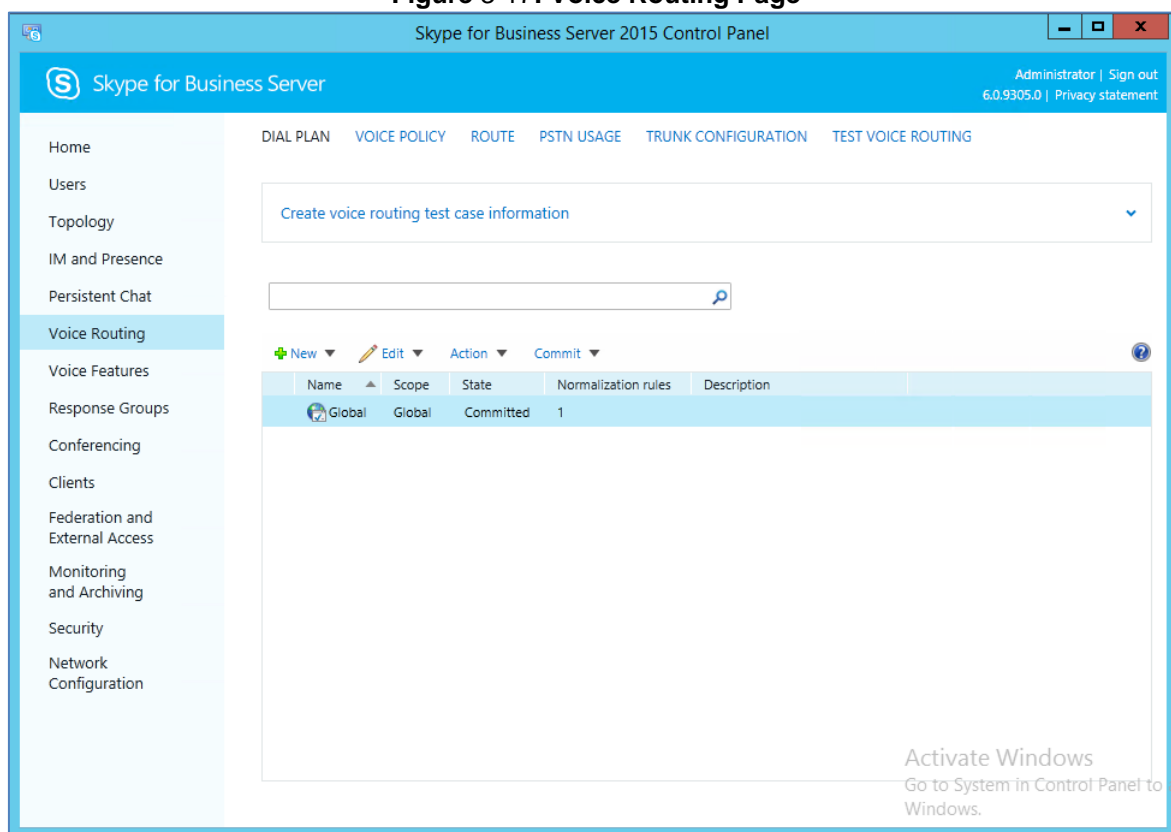 Skype for Business Server 2015 Control Panel
Skype for Business Server
Administrator | Sign out
6.0.9305.0 | Privacy statement
Home
Users
Topology
IM and Presence
Persistent Chat
Voice Routing
Voice Features
Response Groups
Conferencing
Clients
Federation and
External Access
Monitoring
and Archiving
Security
Network
Configuration
DIAL PLAN VOICE POLICY ROUTE PSTN USAGE TRUNK CONFIGURATION TEST VOICE ROUTING
Create voice routing test case information
New Edit Action Commit
Name Scope State Normalization rules Description
Global Global Committed 1
Activate Windows
Go to System in Control Panel to
Windows.